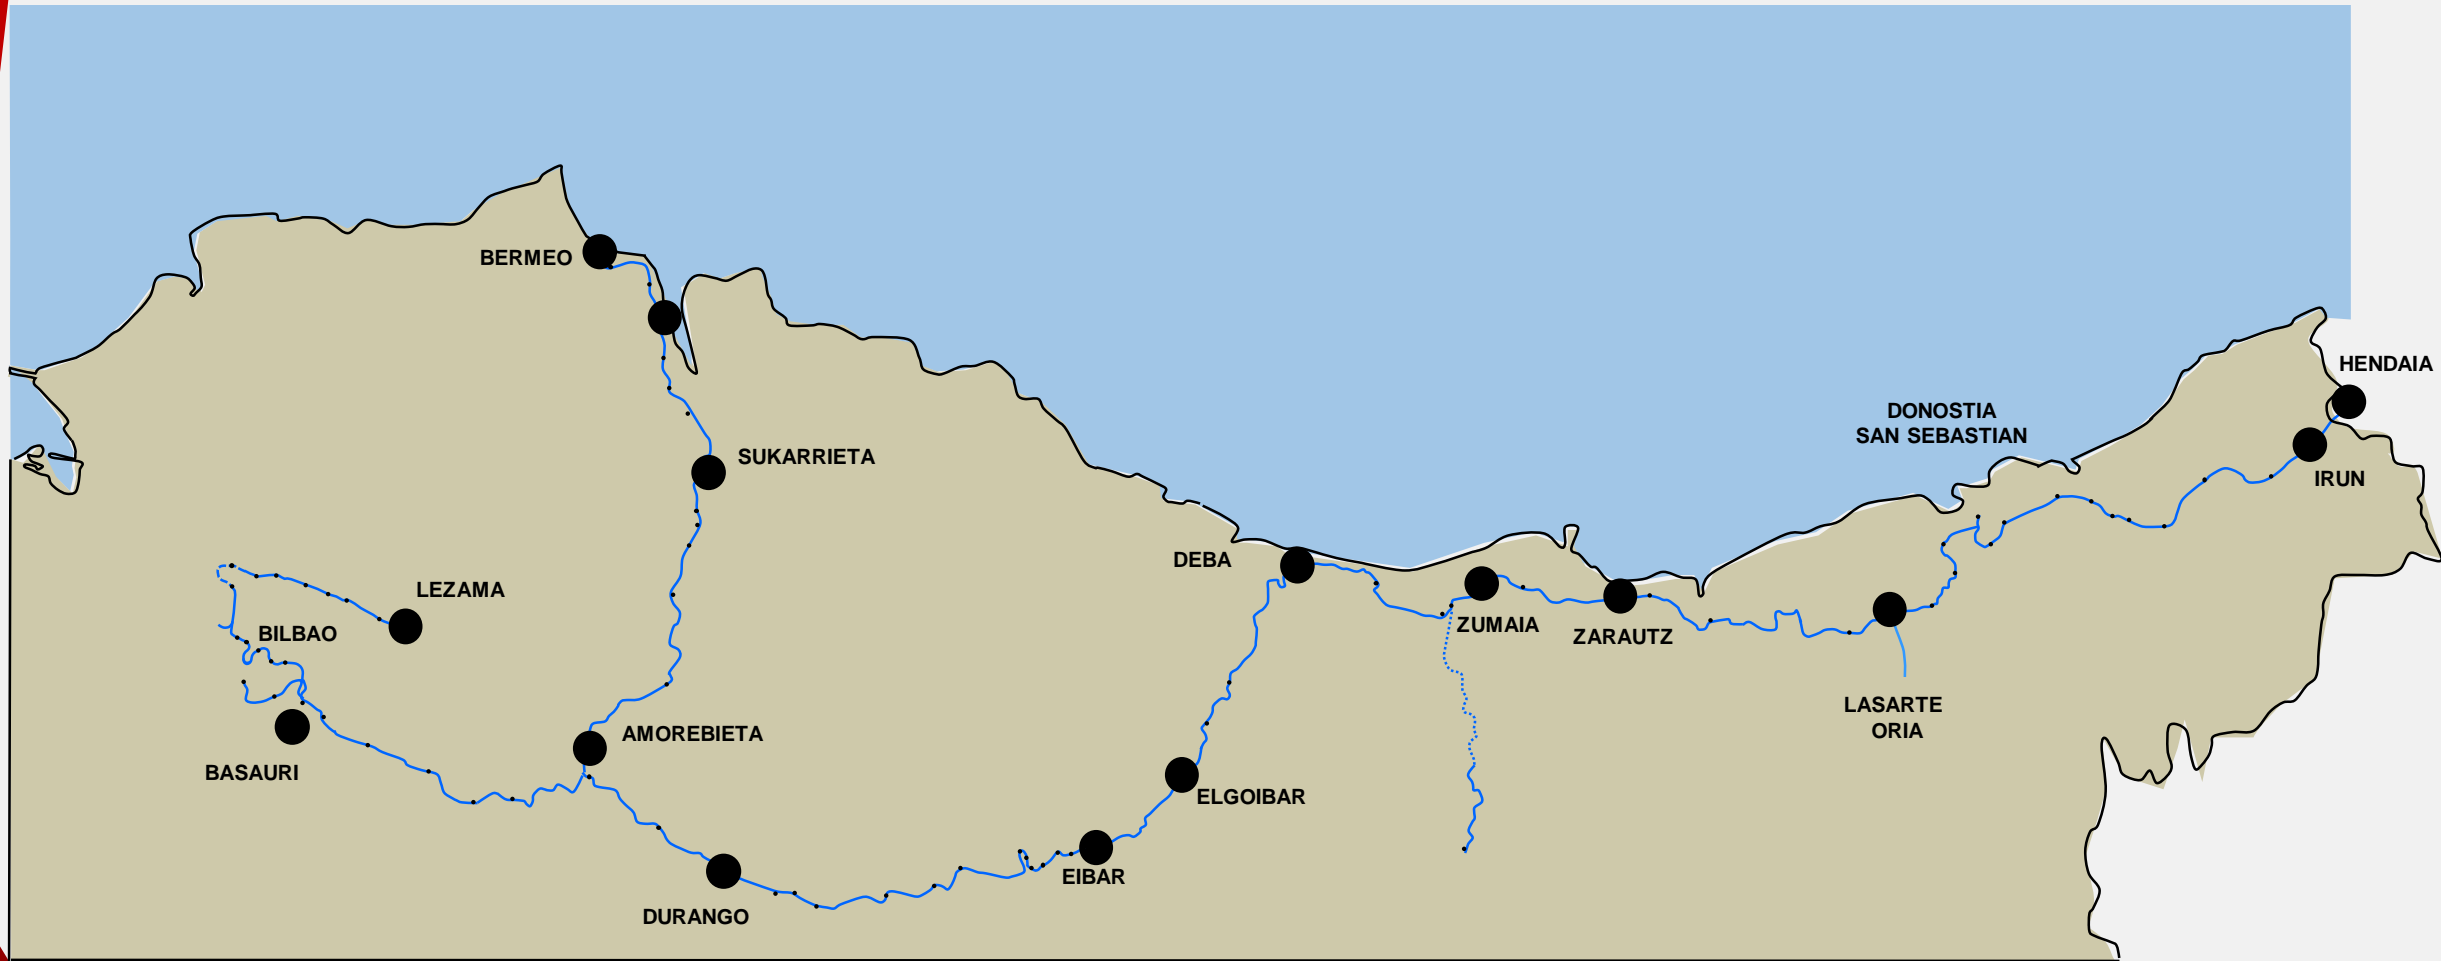 BERMEO
HENDAIA
DONOSTIA
SAN SEBASTIAN
SUKARRIETA
IRUN
DEBA
LEZAMA
ZUMAIA
BILBAO
ZARAUTZ
LASARTE
ORIA
AMOREBIETA
BASAURI
ELGOIBAR
EIBAR
DURANGO